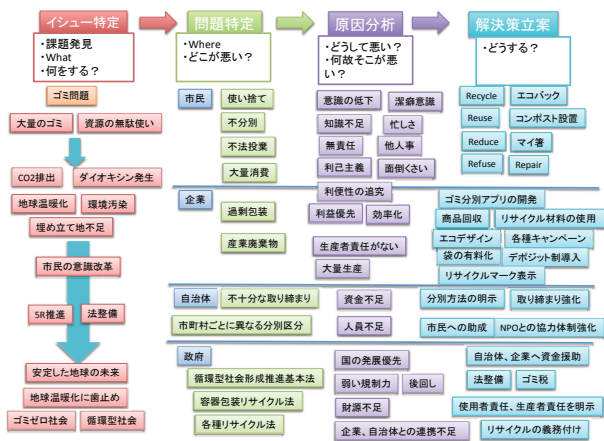 イシュー特定
・課題発見
・What
・何をする？
問題特定
・Where
・どこが悪い？
原因分析
・どうして悪い？
・何故そこが悪
い？
解決策立案
・どうする？
ゴミ問題
大量のゴミ
資源の無駄使い
CO2排出
ダイオキシン発生
地球温暖化
環境汚染
埋め立て地不足
市民の意識改革
5R推進
法整備
安定した地球の未来
地球温暖化に歯止め
ゴミゼロ社会
循環型社会
市民
使い捨て
不分別
不法投棄
大量消費
意識の低下
潔癖意識
知識不足
忙しさ
無責任
他人事
利己主義
面倒くさい
Recycle
エコバック
Reuse
コンポスト設置
Reduce
マイ箸
Refuse
Repair
企業
過剰包装
産業廃棄物
利便性の追究
利益優先
効率化
生産者責任がない
大量生産
ゴミ分別アプリの開発
商品回収
リサイクル材料の使用
エコデザイン
各種キャンペーン
袋の有料化
デポジット制導入
リサイクルマーク表示
自治体
不十分な取り締まり
市町村ごとに異なる分別区分
資金不足
人員不足
分別方法の明示
取り締まり強化
市民への助成
NPOとの協力体制強化
政府
循環型社会形成推進基本法
容器包装リサイクル法
各種リサイクル法
国の発展優先
弱い規制力
後回し
財源不足
企業、自治体との連携不足
自治体、企業へ資金援助
法整備
ゴミ税
使用者責任、生産者責任を明示
リサイクルの義務付け